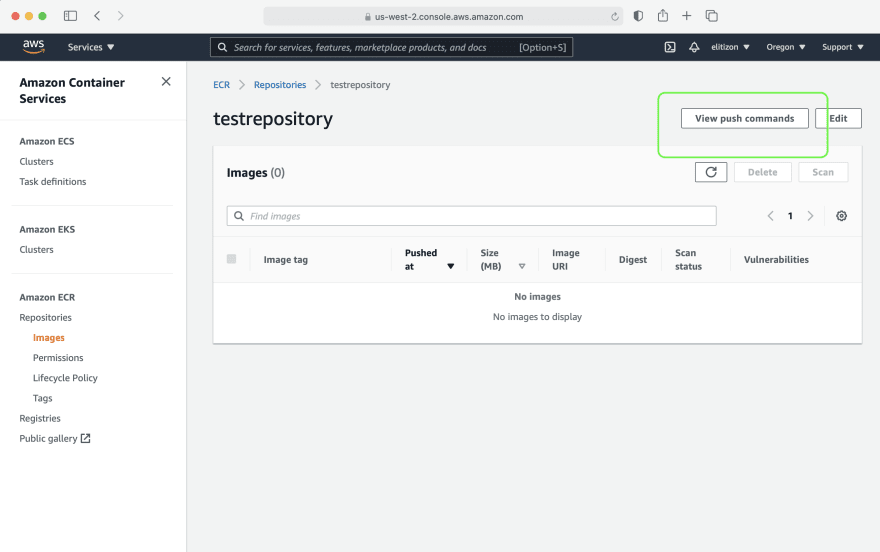 us-west-2.console.aws.amazon.com
aws
Services ▼
Search for services, features, marketplace products, and docs [Option+S]
elitizon ▼
Oregon ▼
Support ▼
Amazon Container
Services
Amazon ECS
Clusters
Task definitions
Amazon EKS
Clusters
Amazon ECR
Repositories
Images
Permissions
Lifecycle Policy
Tags
Registries
Public gallery
ECR > Repositories > testrepository
testrepository
View push commands
Edit
Images (0)
Delete
Scan
Find images
1
Image tag
Pushed
at
Size
(MB)
Image
URI
Digest
Scan
status
Vulnerabilities
No images
No images to display